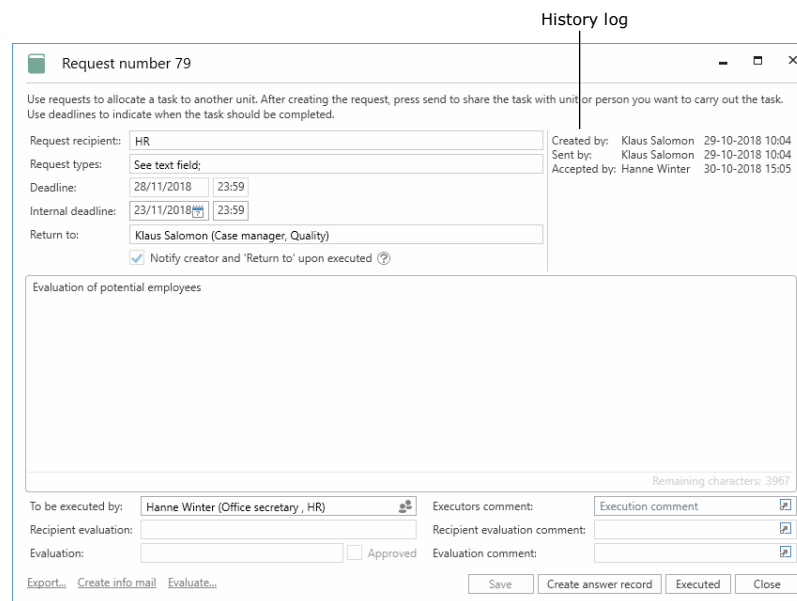 History log
Request number 79
Use requests to allocate a task to another unit. After creating the request, press send to share the task with unit or person you want to carry out the task.
Use deadlines to indicate when the task should be completed.
Request recipient:: HR
Created by: Klaus Salomon 29-10-2018 10:04
Request types: See text field;
Sent by: Klaus Salomon 29-10-2018 10:04
Accepted by: Hanne Winter 30-10-2018 15:05
Deadline: 28/11/2018 23:59
Internal deadline: 23/11/2018 23:59
Return to: Klaus Salomon (Case manager, Quality)
Notify creator and 'Return to' upon executed ?
Evaluation of potential employees
Remaining characters: 3967
To be executed by: Hanne Winter (Office secretary , HR) Executors comment: Execution comment
Recipient evaluation: Recipient evaluation comment:
Evaluation: Approved Evaluation comment:
Export... Create info mail Evaluate... Save Create answer record Executed Close